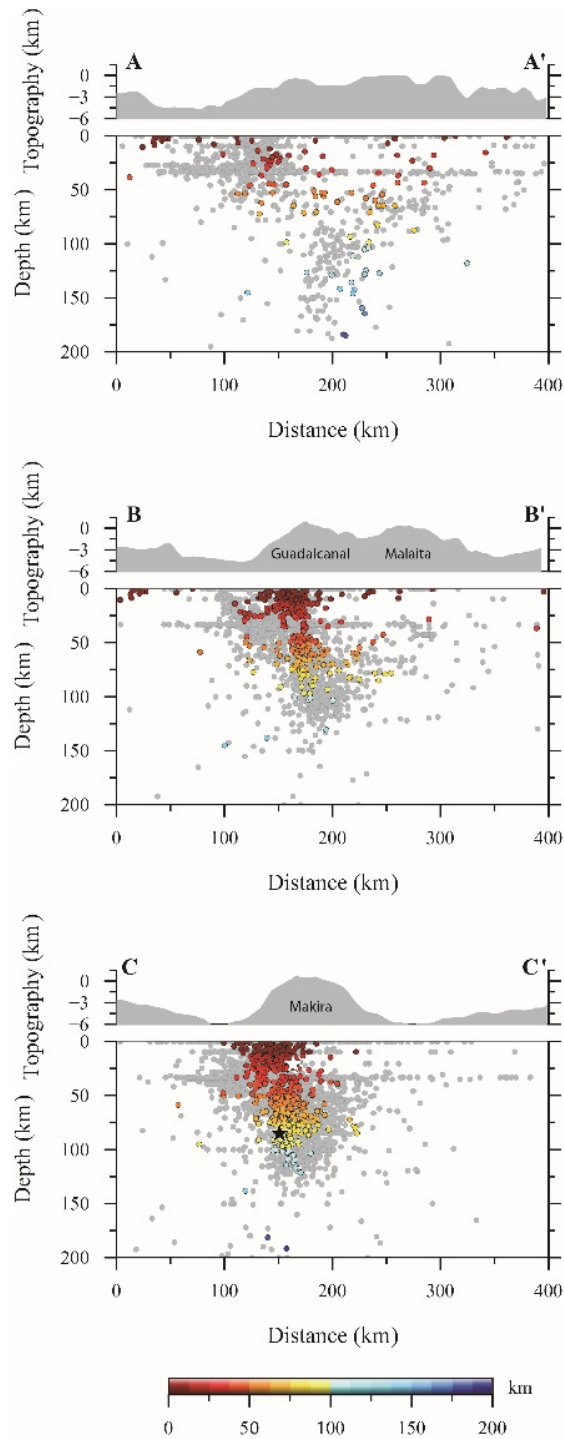 A A'
Topography (km)
0
−3
−6
Depth (km)
0
50
100
150
200
0 100 200 300 400
Distance (km)
B B'
Topography (km)
0
−3
−6
Guadalcanal Malaita
Depth (km)
0
50
100
150
200
0 100 200 300 400
Distance (km)
C C'
Topography (km)
0
−3
−6
Makira
Depth (km)
0
50
100
150
200
0 100 200 300 400
Distance (km)
km
0 50 100 150 200